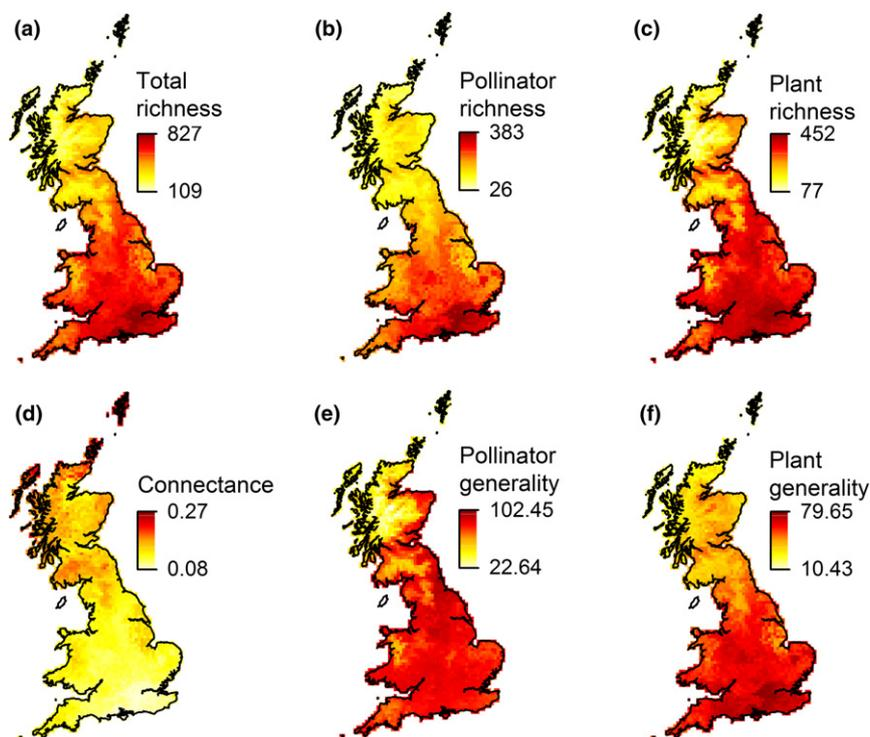 (a)
Total
richness
827
109
(b)
Pollinator
richness
383
26
(c)
Plant
richness
452
77
(d)
Connectance
0.27
0.08
(e)
Pollinator
generality
102.45
22.64
(f)
Plant
generality
79.65
10.43